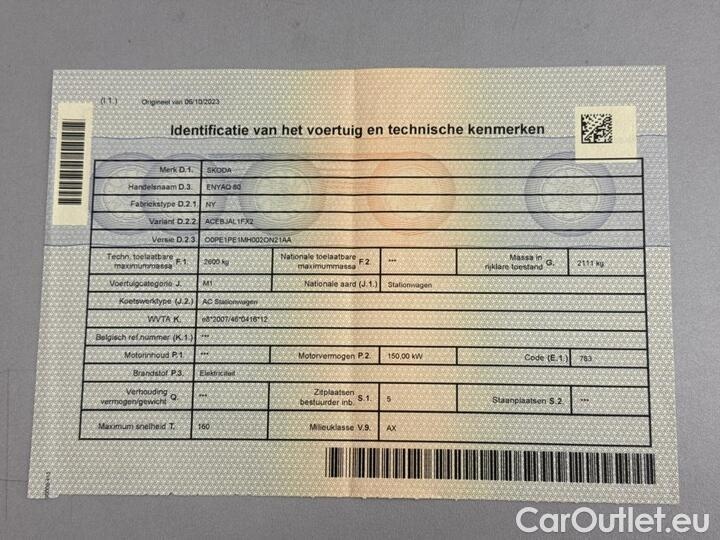 (I.1.) Origineel van 06/10/2023
Identificatie van het voertuig en technische kenmerken
Merk D.1. SKODA
Handelsnaam D.3. ENYAQ 80
Fabriekstype D.2.1. NY
Variant D.2.2. ACEBJAL1FX2
Versie D.2.3. O0PE1PE1MH002ON21AA
Techn. toelaatbare maximummassa F.1. 2600 kg Nationale toelaatbare maximummassa F.2. *** Massa in rijklare toestand G. 2111 kg
Voertuigcategorie J. M1 Nationale aard (J.1.) Stationwagen
Koetswerktype (J.2.) AC Stationwagen
WVTA K. e8*2007/46*0416*12
Belgisch ref.nummer (K.1.) ***
Motorinhoud P.1. *** Motorvermogen P.2. 150,00 kW Code (E.1.) 783
Brandstof P.3. Elektriciteit
Verhouding vermogen/gewicht Q. *** Zitplaatsen bestuurder inb. S.1. 5 Staanplaatsen S.2. ***
Maximum snelheid T. 160 Milieuklasse V.9. AX
CarOutlet.eu